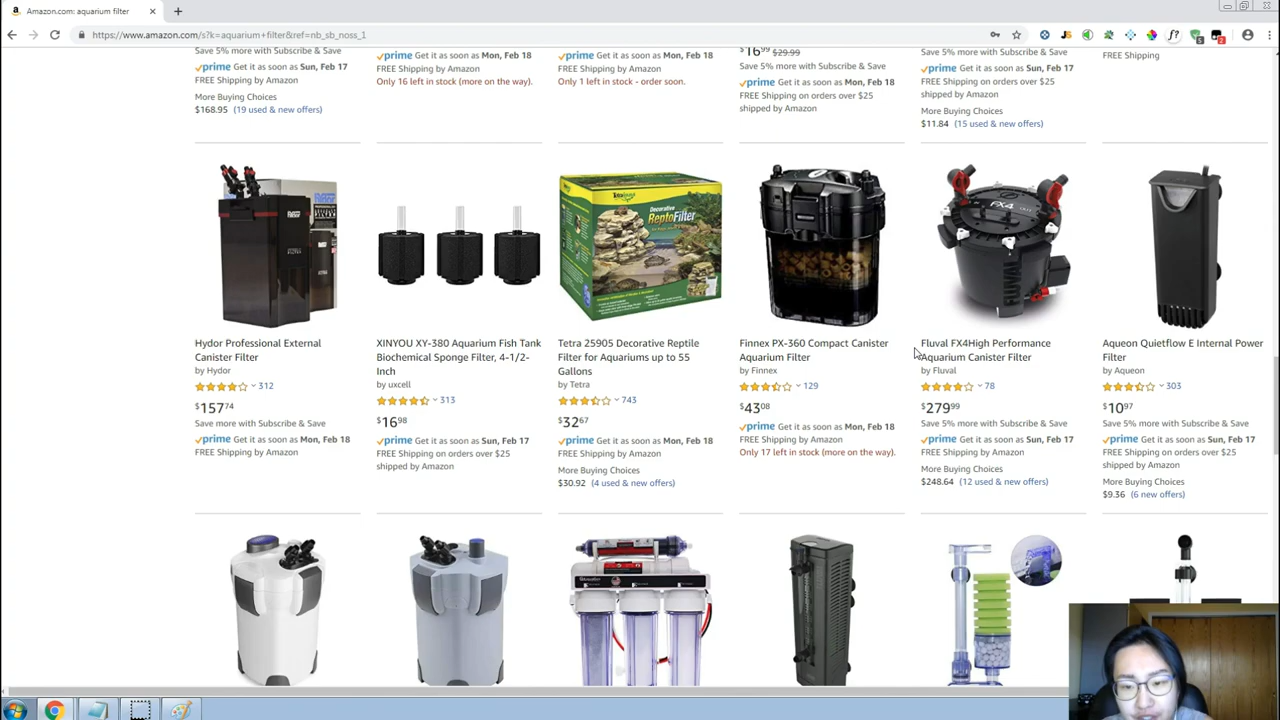 Amazon.com: aquarium filter
https://www.amazon.com/s?k=aquarium+filter&ref=nb_sb_noss_1
Save 5% more with Subscribe & Save
prime Get it as soon as Sun, Feb 17
FREE Shipping by Amazon
More Buying Choices
$168.95 (19 used & new offers)
prime Get it as soon as Mon, Feb 18
FREE Shipping by Amazon
Only 16 left in stock (more on the way).
prime Get it as soon as Mon, Feb 18
FREE Shipping by Amazon
Only 1 left in stock - order soon.
$16.99 $29.99
Save 5% more with Subscribe & Save
prime Get it as soon as Mon, Feb 18
FREE Shipping on orders over $25
shipped by Amazon
Save 5% more with Subscribe & Save
prime Get it as soon as Sun, Feb 17
FREE Shipping on orders over $25
shipped by Amazon
More Buying Choices
$11.84 (15 used & new offers)
FREE Shipping
Hydor Professional External
Canister Filter
by Hydor
312
$157.74
Save more with Subscribe & Save
prime Get it as soon as Mon, Feb 18
FREE Shipping by Amazon
XINYOU XY-380 Aquarium Fish Tank
Biochemical Sponge Filter, 4-1/2-
Inch
by uxcell
313
$16.98
prime Get it as soon as Sun, Feb 17
FREE Shipping on orders over $25
shipped by Amazon
Decorative
ReptoFilter
Tetra 25905 Decorative Reptile
Filter for Aquariums up to 55
Gallons
by Tetra
743
$32.67
prime Get it as soon as Mon, Feb 18
FREE Shipping by Amazon
More Buying Choices
$30.92 (4 used & new offers)
Finnex PX-360 Compact Canister
Aquarium Filter
by Finnex
129
$43.08
prime Get it as soon as Mon, Feb 18
FREE Shipping by Amazon
Only 17 left in stock (more on the way).
FX4
FLUVAL
Fluval FX4High Performance
Aquarium Canister Filter
by Fluval
78
$279.99
Save 5% more with Subscribe & Save
prime Get it as soon as Sun, Feb 17
FREE Shipping by Amazon
More Buying Choices
$248.64 (12 used & new offers)
Aqueon Quietflow E Internal Power
Filter
by Aqueon
303
$10.97
Save 5% more with Subscribe & Save
prime Get it as soon as Sun, Feb 17
FREE Shipping on orders over $25
shipped by Amazon
More Buying Choices
$9.36 (6 new offers)